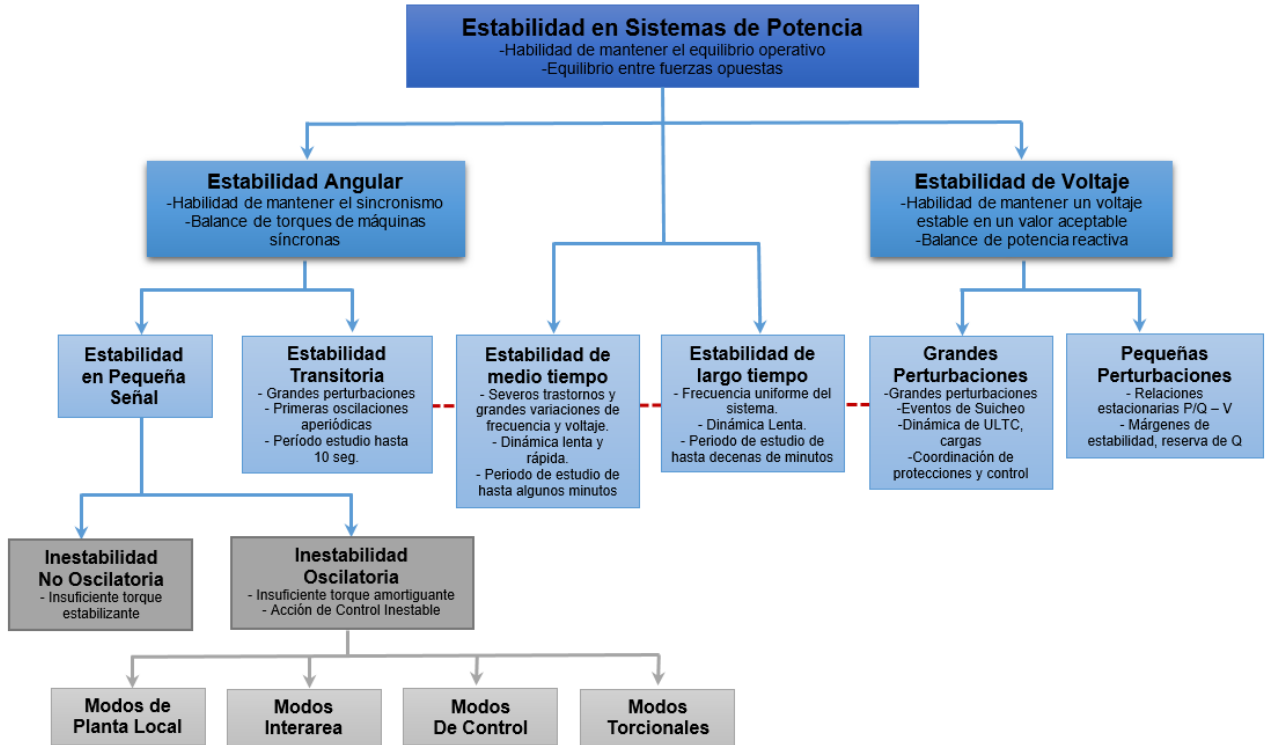 Estabilidad en Sistemas de Potencia
-Habilidad de mantener el equilibrio operativo
-Equilibrio entre fuerzas opuestas
Estabilidad Angular
-Habilidad de mantener el sincronismo
-Balance de torques de máquinas
síncronas
Estabilidad de Voltaje
-Habilidad de mantener un voltaje
estable en un valor aceptable
-Balance de potencia reactiva
Estabilidad
en Pequeña
Señal
Estabilidad
Transitoria
- Grandes perturbaciones
- Primeras oscilaciones
aperiódicas
- Período estudio hasta
10 seg.
Estabilidad de
medio tiempo
- Severos trastornos y
grandes variaciones de
frecuencia y voltaje.
- Dinámica lenta y
rápida.
- Periodo de estudio de
hasta algunos minutos
Estabilidad de
largo tiempo
- Frecuencia uniforme del
sistema.
- Dinámica Lenta.
- Periodo de estudio de
hasta decenas de minutos
Grandes
Perturbaciones
-Grandes perturbaciones
- Eventos de Suicheo
- Dinámica de ULTC,
cargas
- Coordinación de
protecciones y control
Pequeñas
Perturbaciones
- Relaciones
estacionarias P/Q – V
- Márgenes de
estabilidad, reserva de Q
Inestabilidad
No Oscilatoria
- Insuficiente torque
estabilizante
Inestabilidad
Oscilatoria
- Insuficiente torque amortiguante
- Acción de Control Inestable
Modos de
Planta Local
Modos
Interarea
Modos
De Control
Modos
Torcionales